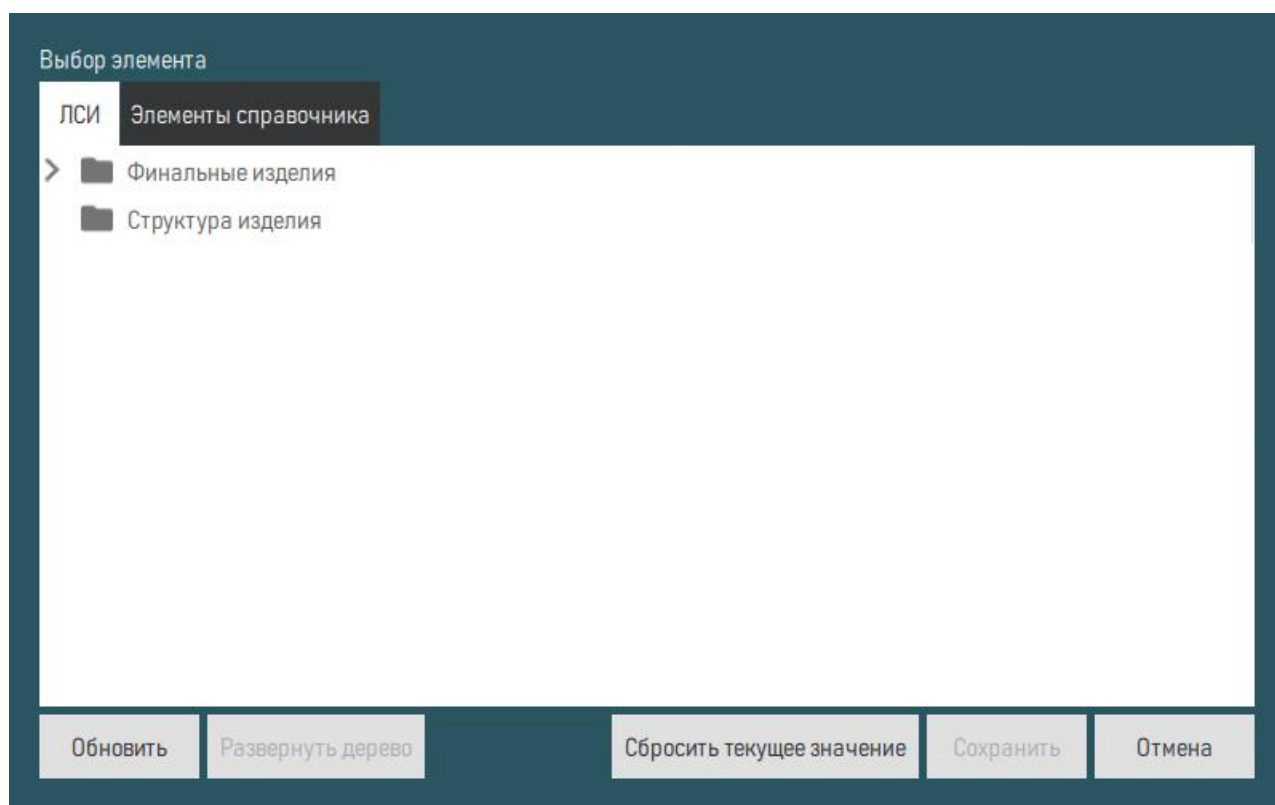 Выбор элемента
ЛСИ Элементы справочника
Финальные изделия
Структура изделия
Обновить Развернуть дерево Сбросить текущее значение Сохранить Отмена